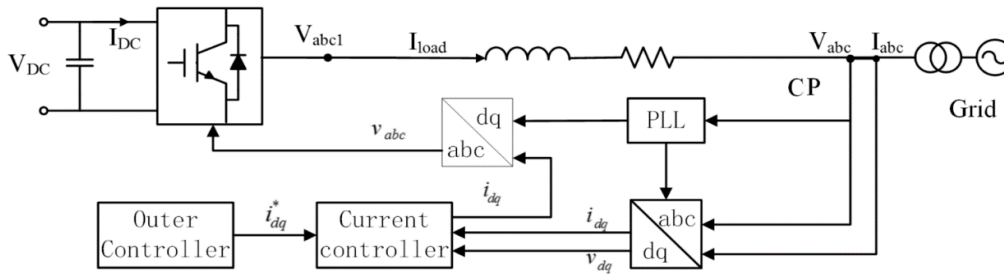 V_DC
I_DC
V_abc1
I_load
V_abc
I_abc
CP
Grid
v_abc
dq
abc
PLL
i_dq
Outer
Controller
i*_dq
Current
controller
i_dq
v_dq
abc
dq